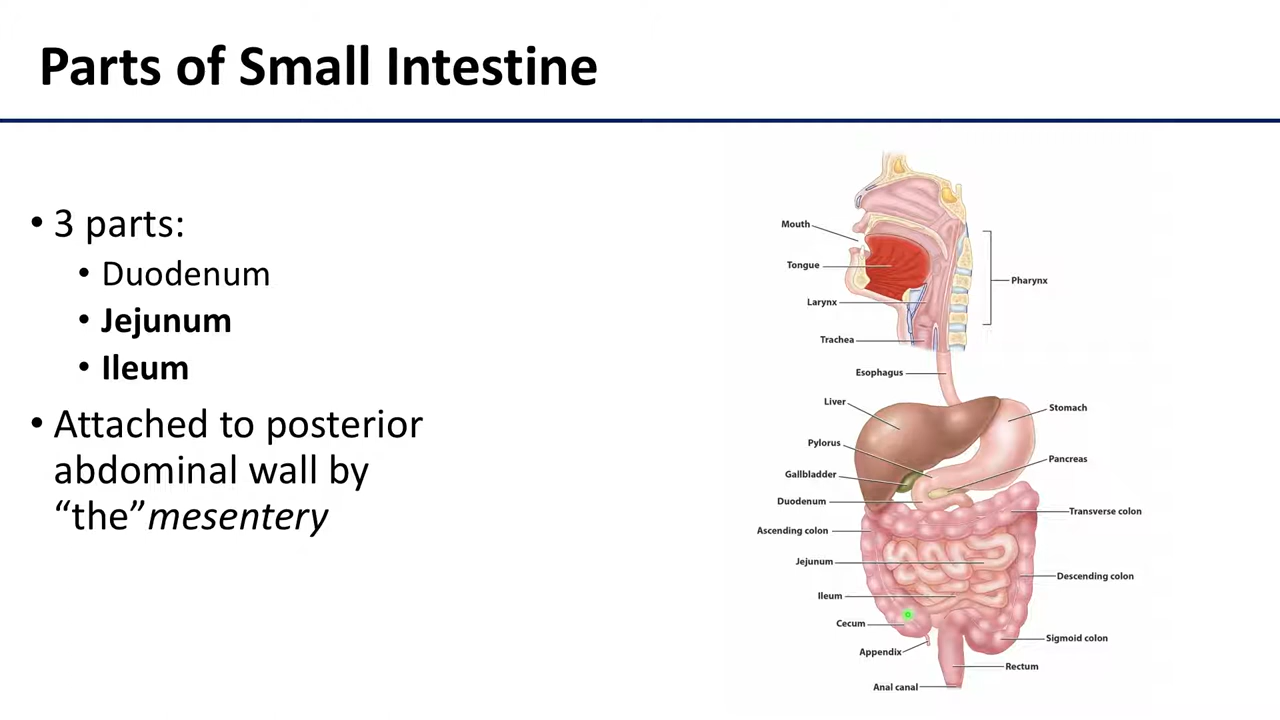 Parts of Small Intestine
• 3 parts:
• Duodenum
• Jejunum
• Ileum
• Attached to posterior
abdominal wall by
“the”mesentery
Mouth
Tongue
Larynx
Trachea
Pharynx
Esophagus
Liver
Stomach
Pylorus
Pancreas
Gallbladder
Duodenum
Transverse colon
Ascending colon
Jejunum
Descending colon
Ileum
Cecum
Sigmoid colon
Appendix
Rectum
Anal canal